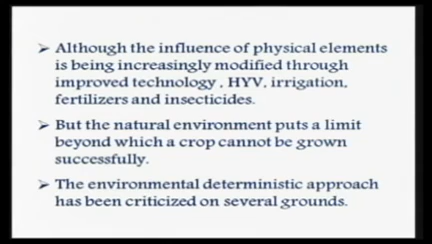 ➢ Although the influence of physical elements
is being increasingly modified through
improved technology , HYV, irrigation,
fertilizers and insecticides.
➢ But the natural environment puts a limit
beyond which a crop cannot be grown
successfully.
➢ The environmental deterministic approach
has been criticized on several grounds.